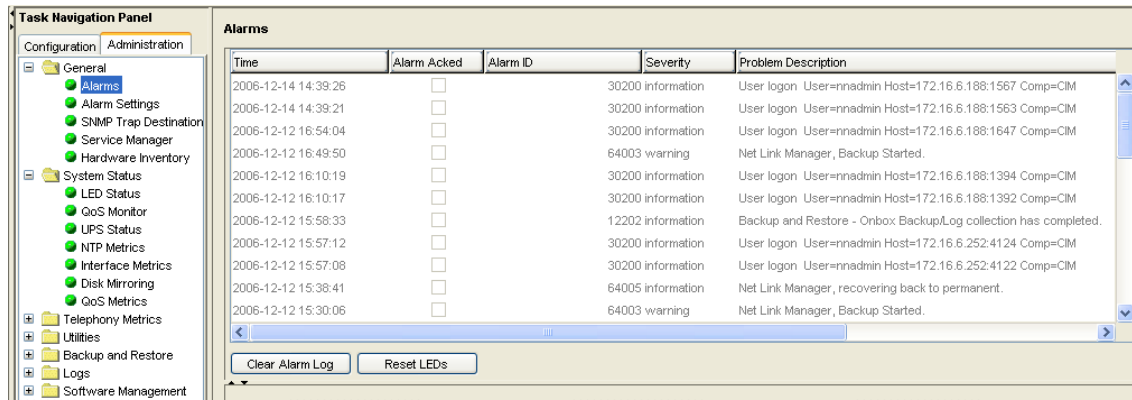 Task Navigation Panel
Configuration Administration
General
Alarms
Alarm Settings
SNMP Trap Destination
Service Manager
Hardware Inventory
System Status
LED Status
QoS Monitor
UPS Status
NTP Metrics
Interface Metrics
Disk Mirroring
QoS Metrics
Telephony Metrics
Utilities
Backup and Restore
Logs
Software Management
Alarms
Time Alarm Acked Alarm ID Severity Problem Description
2006-12-14 14:39:26 30200 information User logon User=nnadmin Host=172.16.6.188:1567 Comp=CIM
2006-12-14 14:39:21 30200 information User logon User=nnadmin Host=172.16.6.188:1563 Comp=CIM
2006-12-12 16:54:04 30200 information User logon User=nnadmin Host=172.16.6.188:1647 Comp=CIM
2006-12-12 16:49:50 64003 warning Net Link Manager, Backup Started.
2006-12-12 16:10:19 30200 information User logon User=nnadmin Host=172.16.6.188:1394 Comp=CIM
2006-12-12 16:10:17 30200 information User logon User=nnadmin Host=172.16.6.188:1392 Comp=CIM
2006-12-12 15:58:33 12202 information Backup and Restore - Onbox Backup/Log collection has completed.
2006-12-12 15:57:12 30200 information User logon User=nnadmin Host=172.16.6.252:4124 Comp=CIM
2006-12-12 15:57:08 30200 information User logon User=nnadmin Host=172.16.6.252:4122 Comp=CIM
2006-12-12 15:38:41 64005 information Net Link Manager, recovering back to permanent.
2006-12-12 15:30:06 64003 warning Net Link Manager, Backup Started.
Clear Alarm Log Reset LEDs